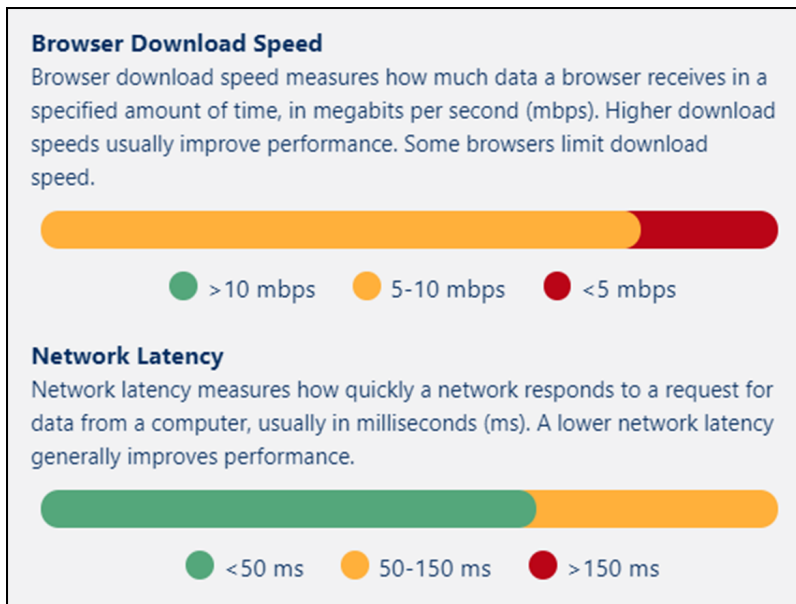 Browser Download Speed
Browser download speed measures how much data a browser receives in a
specified amount of time, in megabits per second (mbps). Higher download
speeds usually improve performance. Some browsers limit download
speed.
>10 mbps 5-10 mbps <5 mbps
Network Latency
Network latency measures how quickly a network responds to a request for
data from a computer, usually in milliseconds (ms). A lower network latency
generally improves performance.
<50 ms 50-150 ms >150 ms